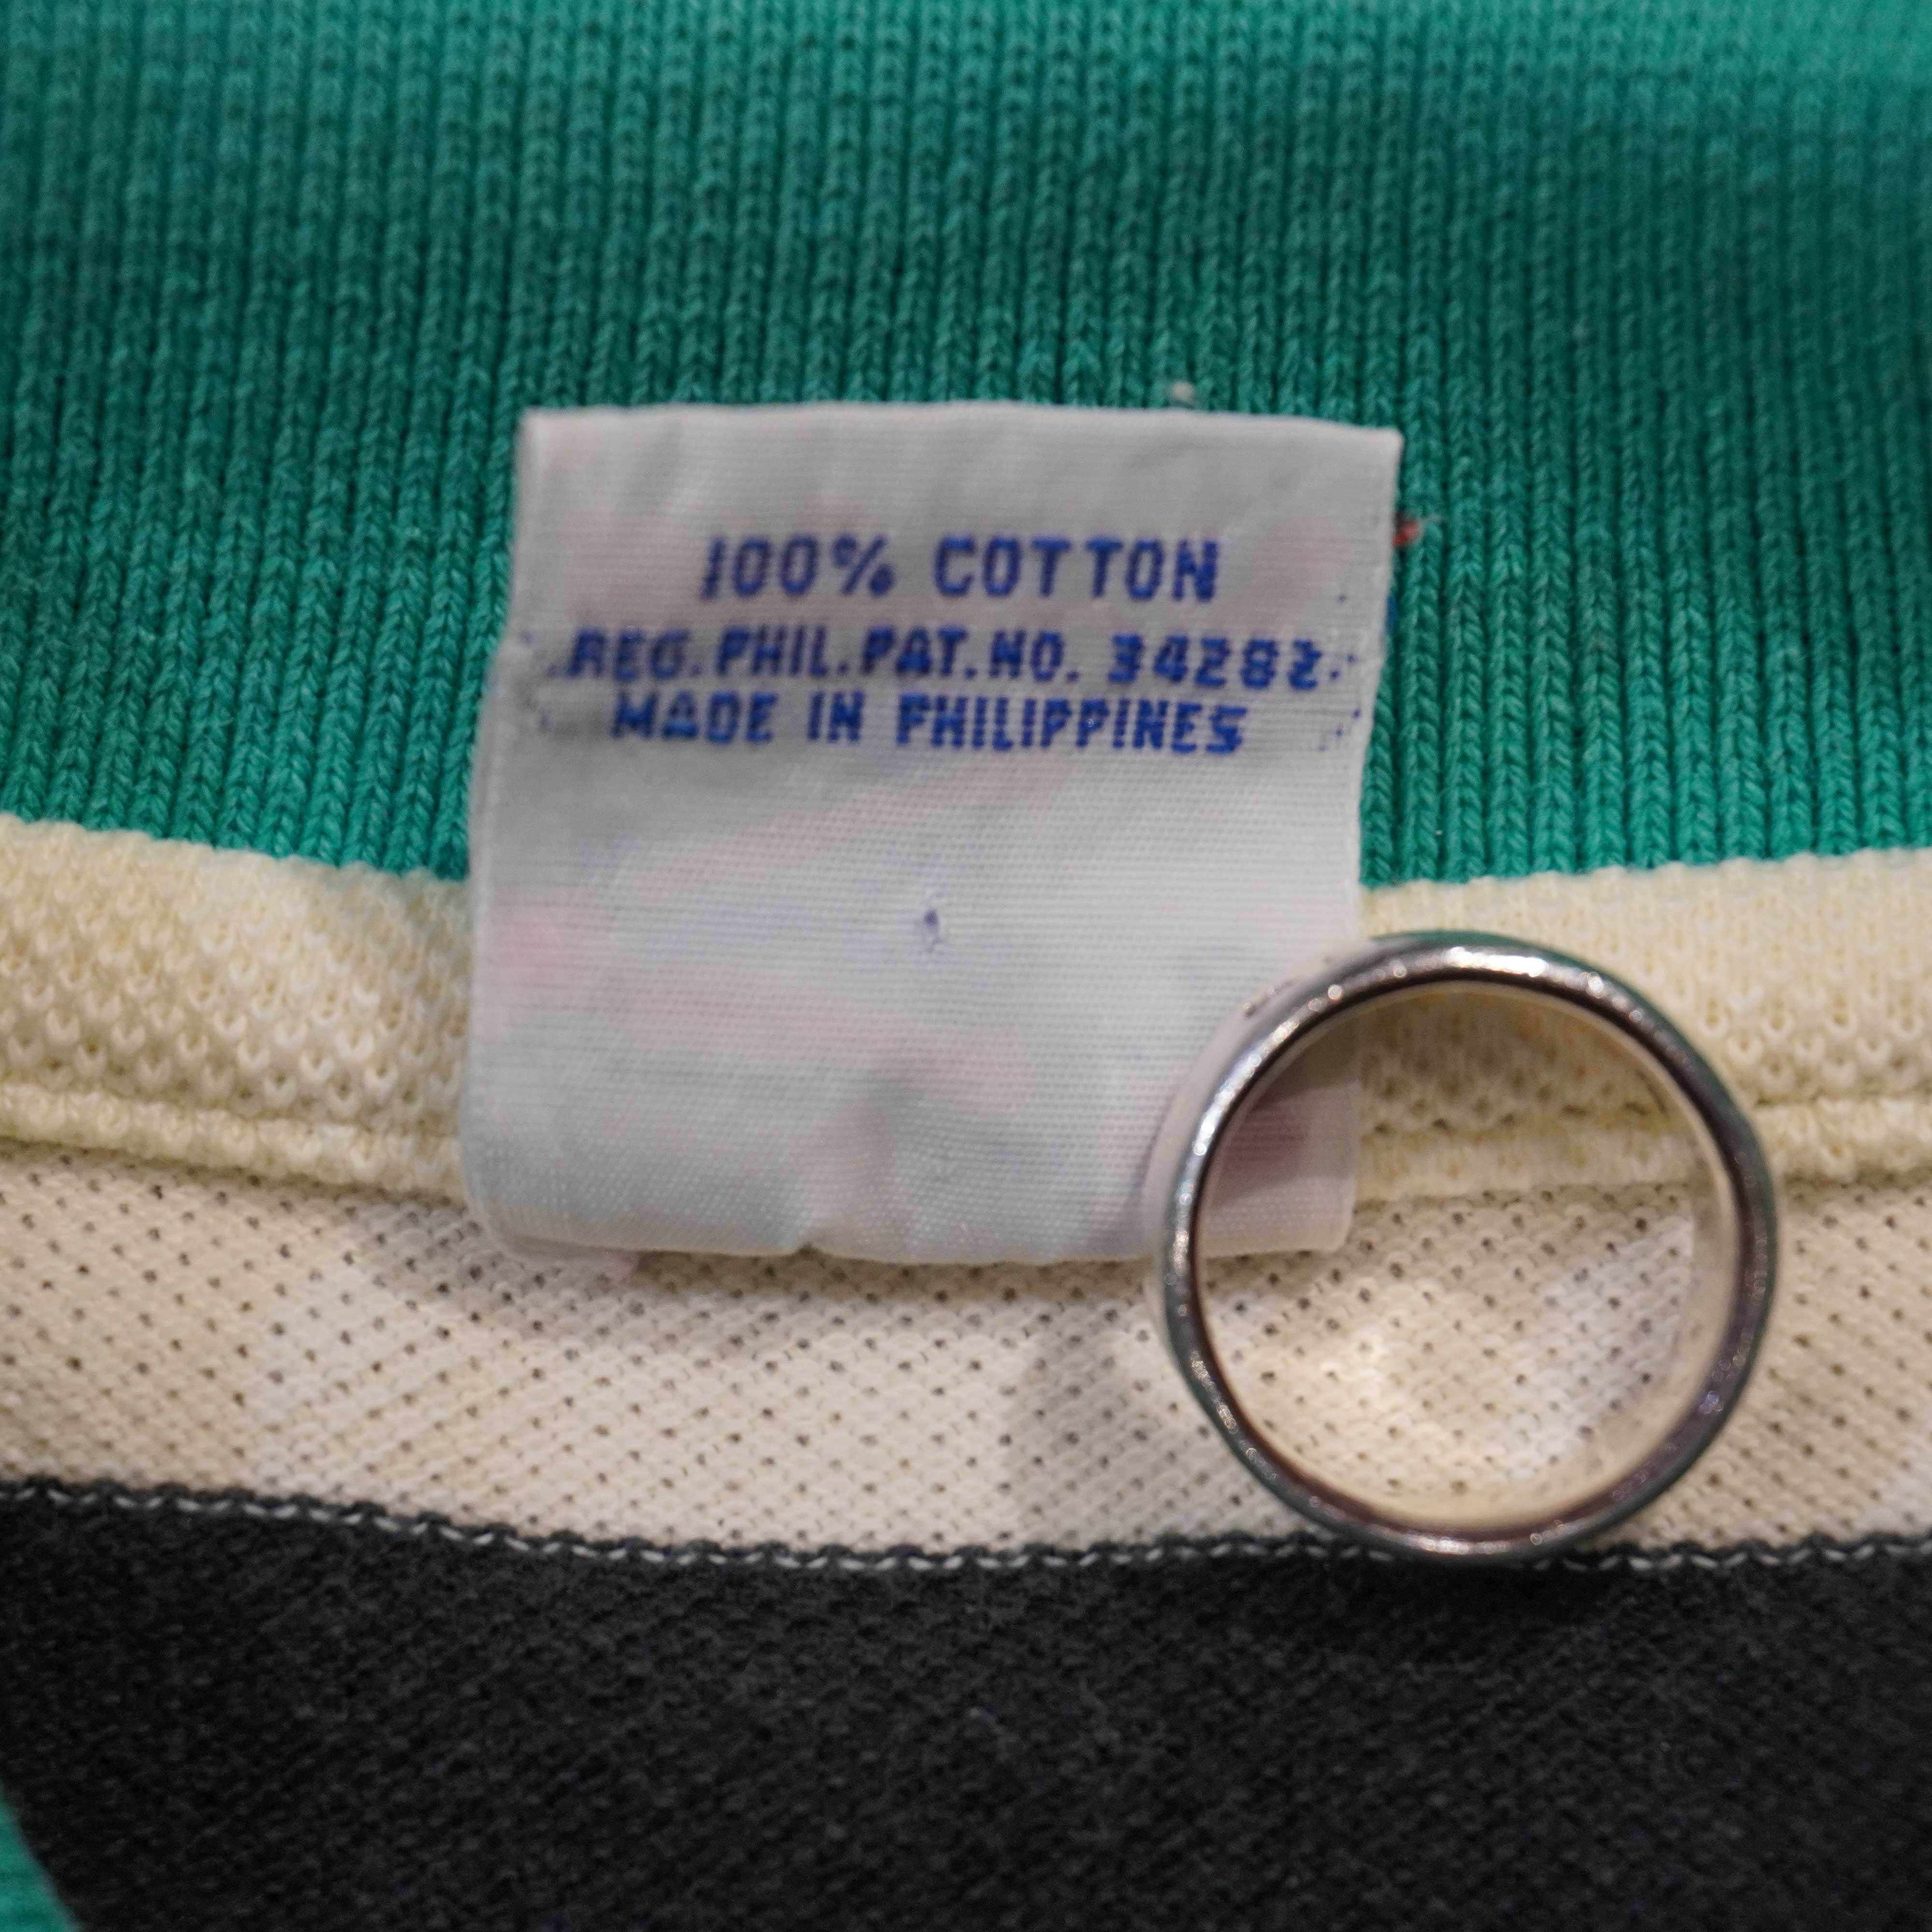 100% COTTON
REG. PHIL. PAT. NO. 34282
MADE IN PHILIPPINES